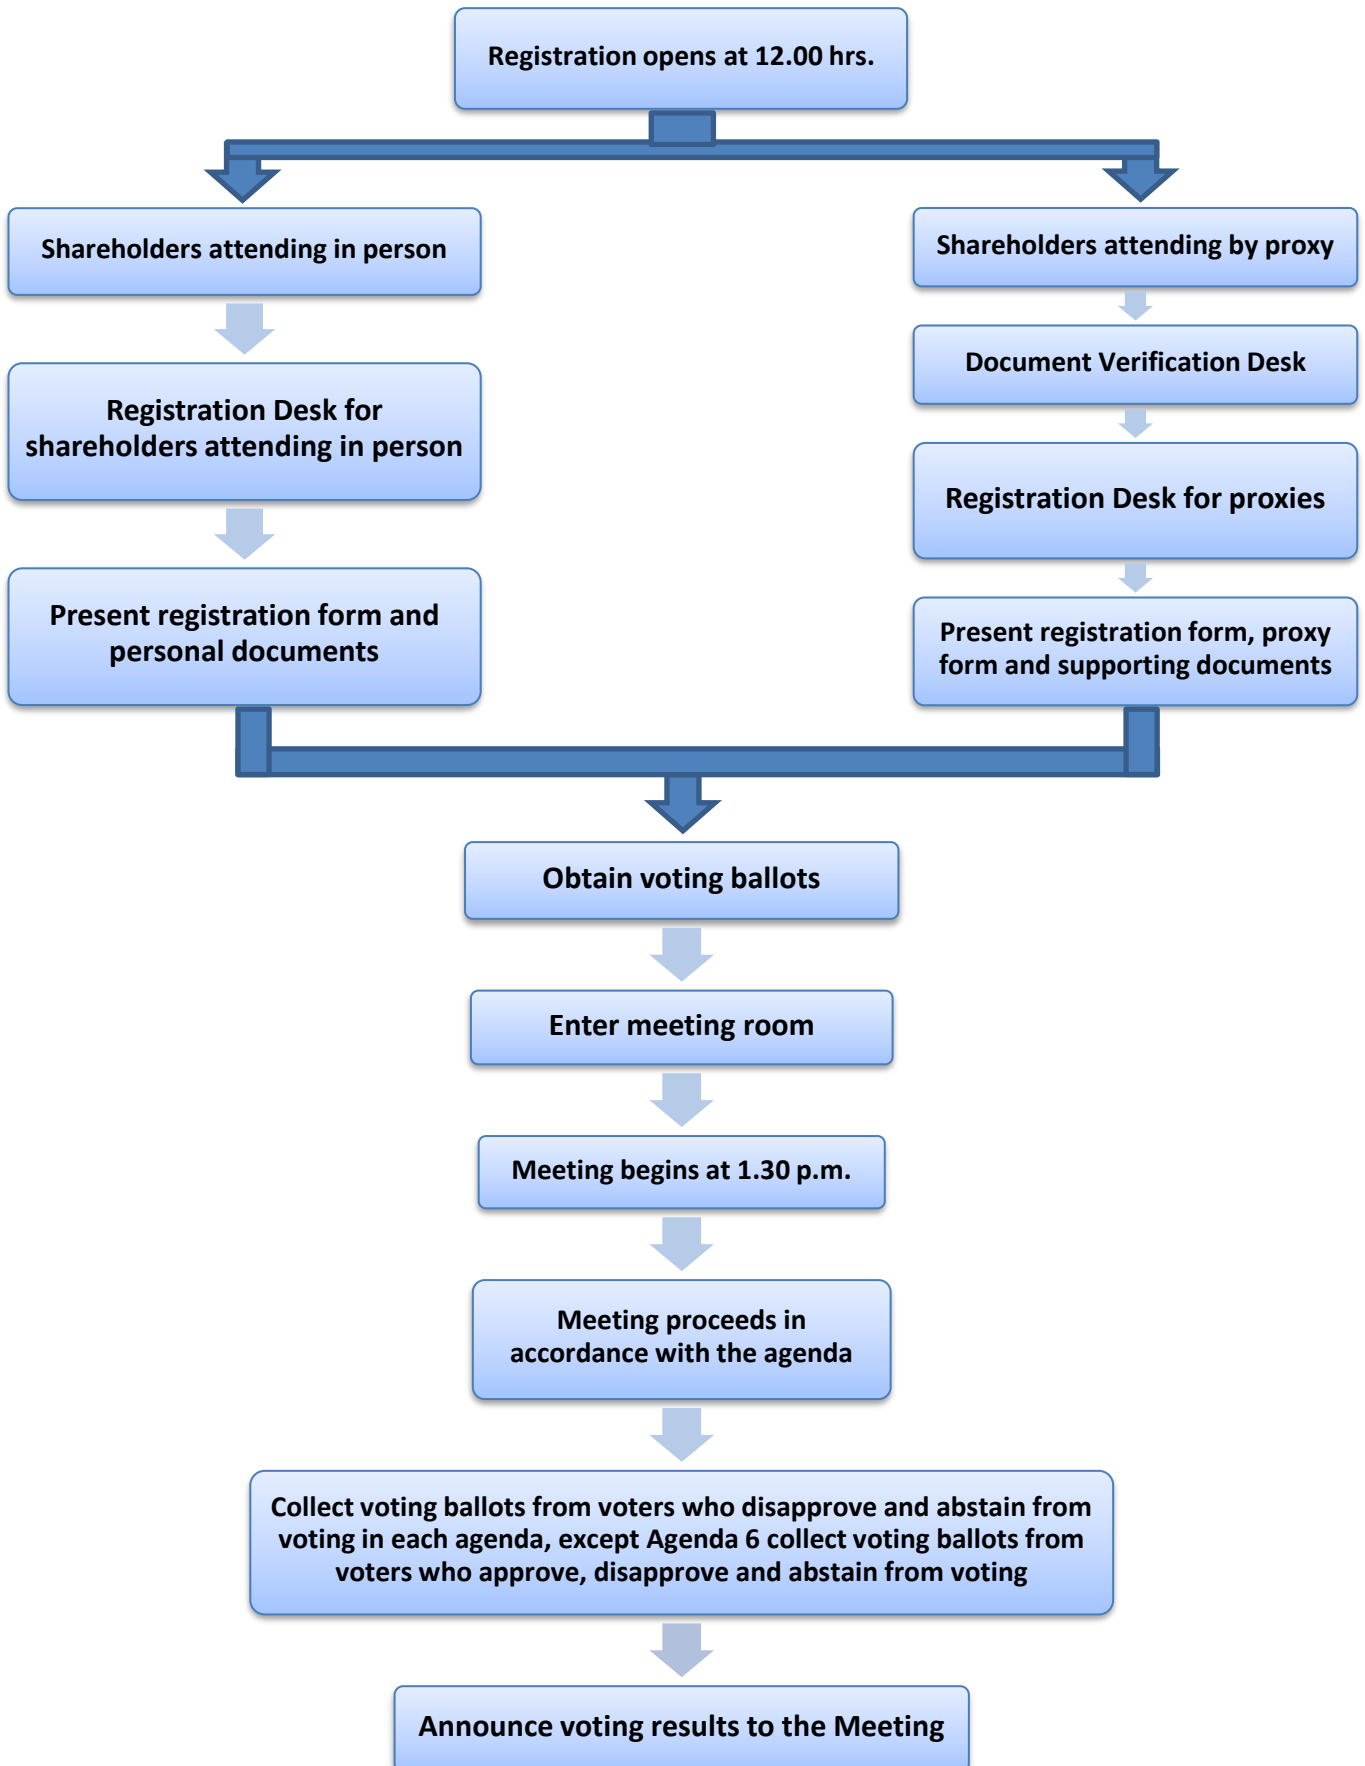 Registration opens at 12.00 hrs.
Shareholders attending in person
Registration Desk for
shareholders attending in person
Present registration form and
personal documents
Shareholders attending by proxy
Document Verification Desk
Registration Desk for proxies
Present registration form, proxy
form and supporting documents
Obtain voting ballots
Enter meeting room
Meeting begins at 1.30 p.m.
Meeting proceeds in
accordance with the agenda
Collect voting ballots from voters who disapprove and abstain from
voting in each agenda, except Agenda 6 collect voting ballots from
voters who approve, disapprove and abstain from voting
Announce voting results to the Meeting